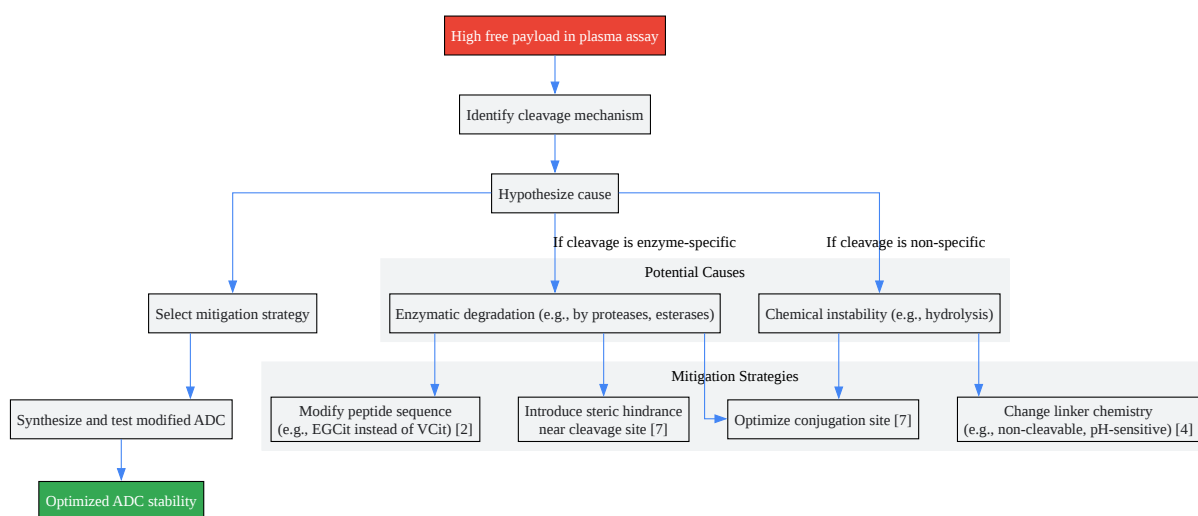 High free payload in plasma assay
Identify cleavage mechanism
Hypothesize cause
If cleavage is enzyme-specific
If cleavage is non-specific
Potential Causes
Select mitigation strategy
Enzymatic degradation (e.g., by proteases, esterases)
Chemical instability (e.g., hydrolysis)
Mitigation Strategies
Synthesize and test modified ADC
Modify peptide sequence
(e.g., EGCit instead of VCit) [2]
Introduce steric hindrance
near cleavage site [7]
Optimize conjugation site [7]
Change linker chemistry
(e.g., non-cleavable, pH-sensitive) [4]
Optimized ADC stability